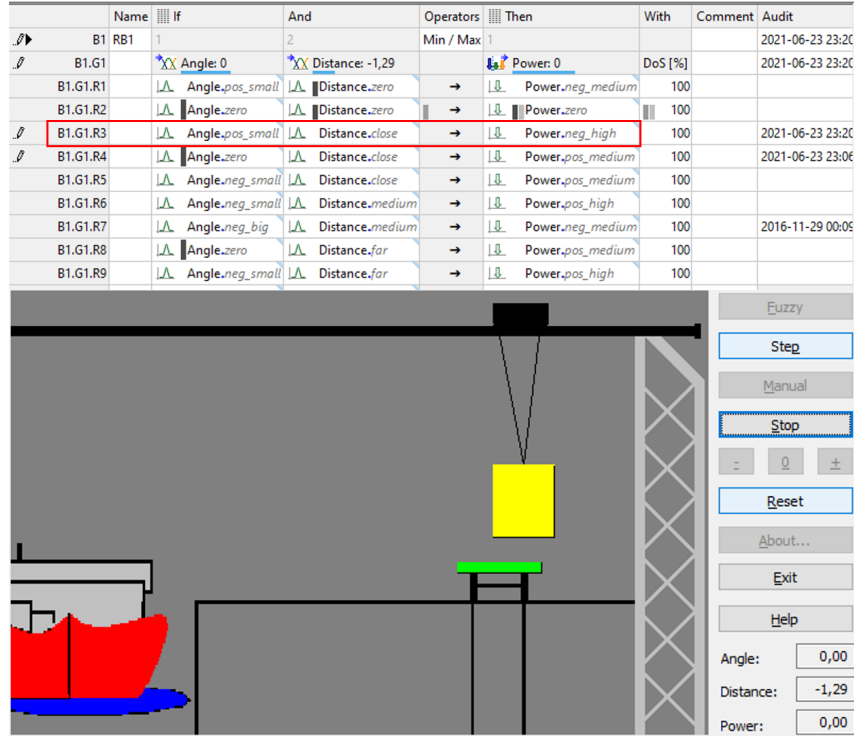 Name If And Operators Then With Comment Audit
B1 RB1 1 2 Min / Max 1 2021-06-23 23:20
B1.G1 Angle: 0 Distance: -1,29 Power: 0 DoS [%] 2021-06-23 23:20
B1.G1.R1 Angle.pos_small Distance.zero → Power.neg_medium 100
B1.G1.R2 Angle.zero Distance.zero → Power.zero 100
B1.G1.R3 Angle.pos_small Distance.close → Power.neg_high 100 2021-06-23 23:20
B1.G1.R4 Angle.zero Distance.close → Power.pos_medium 100 2021-06-23 23:06
B1.G1.R5 Angle.neg_small Distance.close → Power.pos_medium 100
B1.G1.R6 Angle.neg_small Distance.medium → Power.pos_high 100
B1.G1.R7 Angle.neg_big Distance.medium → Power.neg_medium 100 2016-11-29 00:09
B1.G1.R8 Angle.zero Distance.far → Power.pos_medium 100
B1.G1.R9 Angle.neg_small Distance.far → Power.pos_high 100
Fuzzy
Step
Manual
Stop
- 0 +
Reset
About...
Exit
Help
Angle: 0,00
Distance: -1,29
Power: 0,00